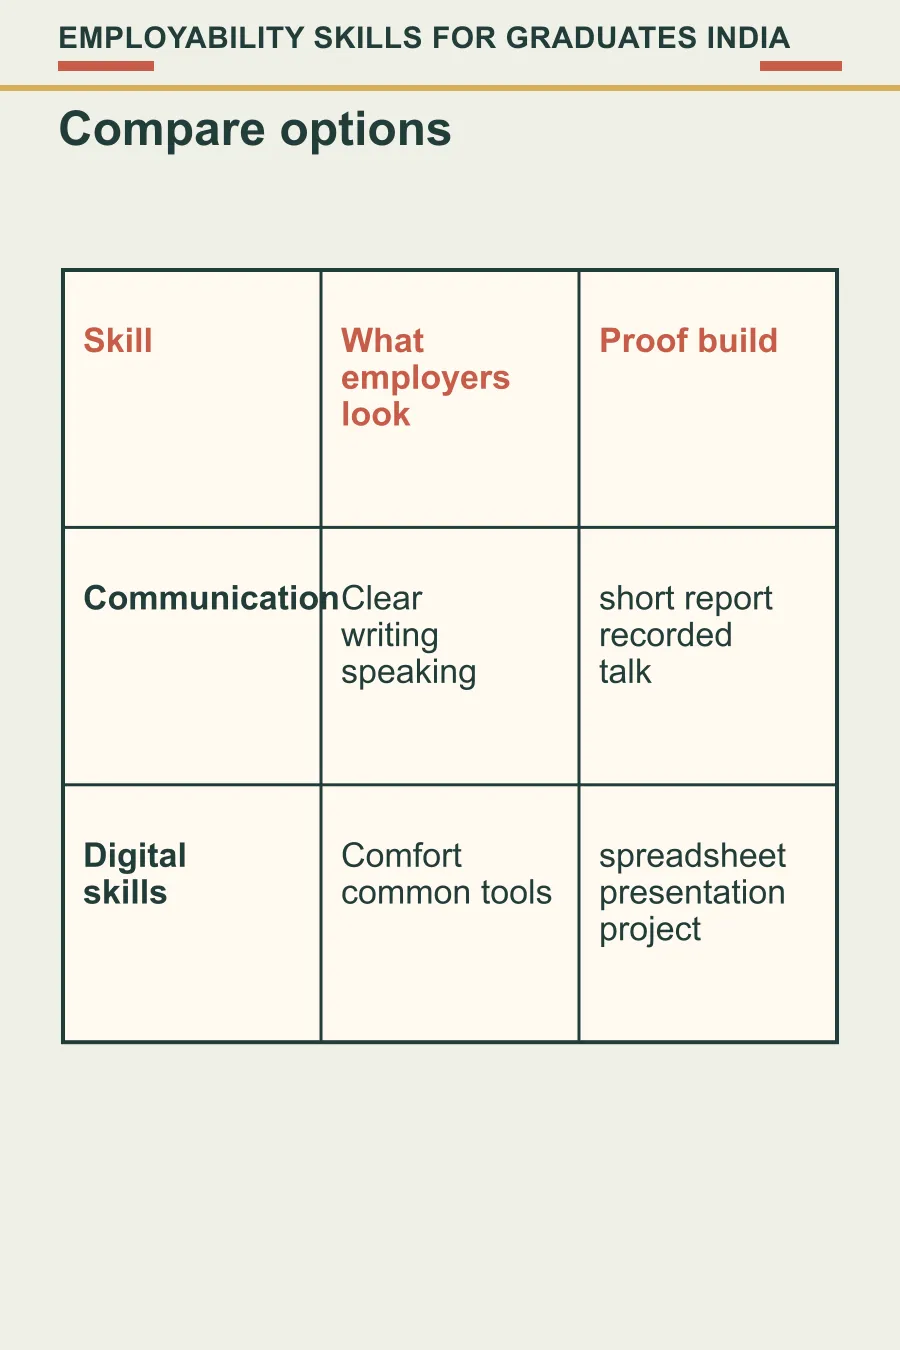 EMPLOYABILITY SKILLS FOR GRADUATES INDIA
Compare options
Skill
What
employers
look
Proof build
Communication
Clear
writing
speaking
short report
recorded
talk
Digital
skills
Comfort
common tools
spreadsheet
presentation
project